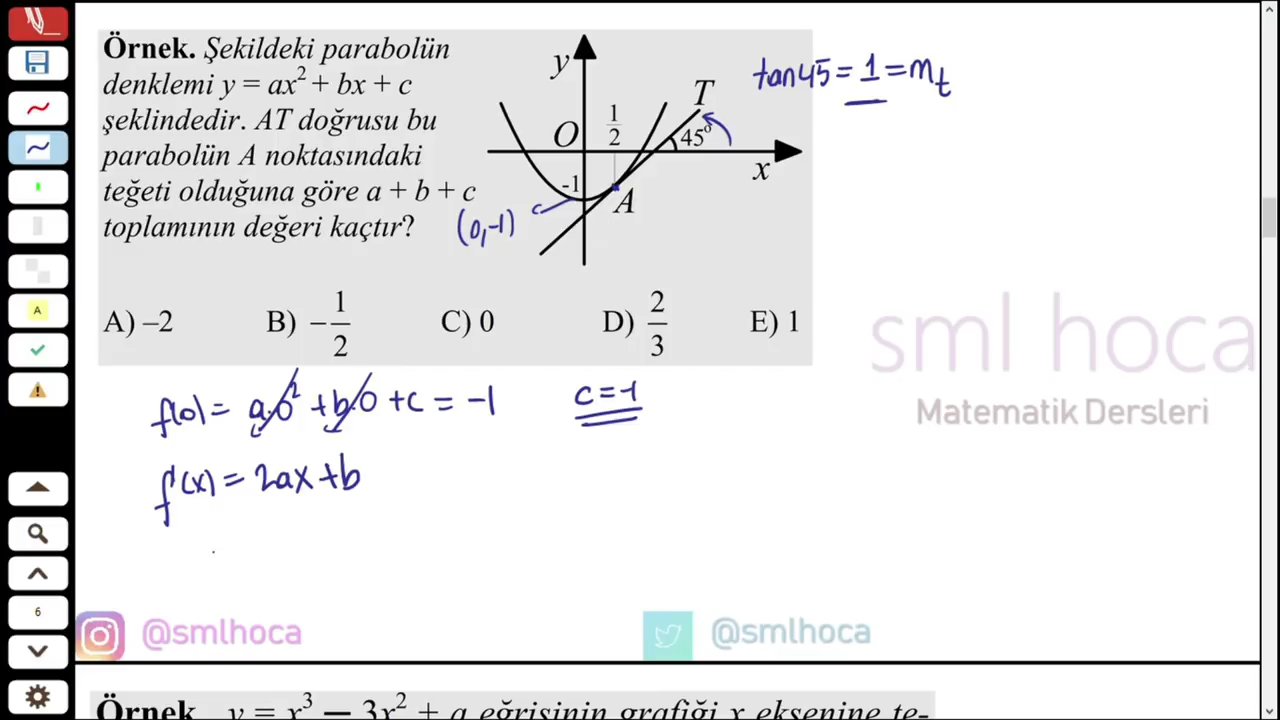 Örnek. Şekildeki parabolün
denklemi y = ax² + bx + c
şeklindedir. AT doğrusu bu
parabolün A noktasındaki
teğeti olduğuna göre a + b + c
toplamının değeri kaçtır?
y
T
O
1/2
45°
x
-1
A
(0,-1)
tan45 = 1 = mt
A) –2 B) –1/2 C) 0 D) 2/3 E) 1
sml hoca
Matematik Dersleri
f(0) = a.0² + b.0 + c = -1 c = -1
f'(x) = 2ax + b
A
6
@smlhoca @smlhoca
Örnek y = x³ – 3x² + a eğrisinin grafiği x eksenine te-